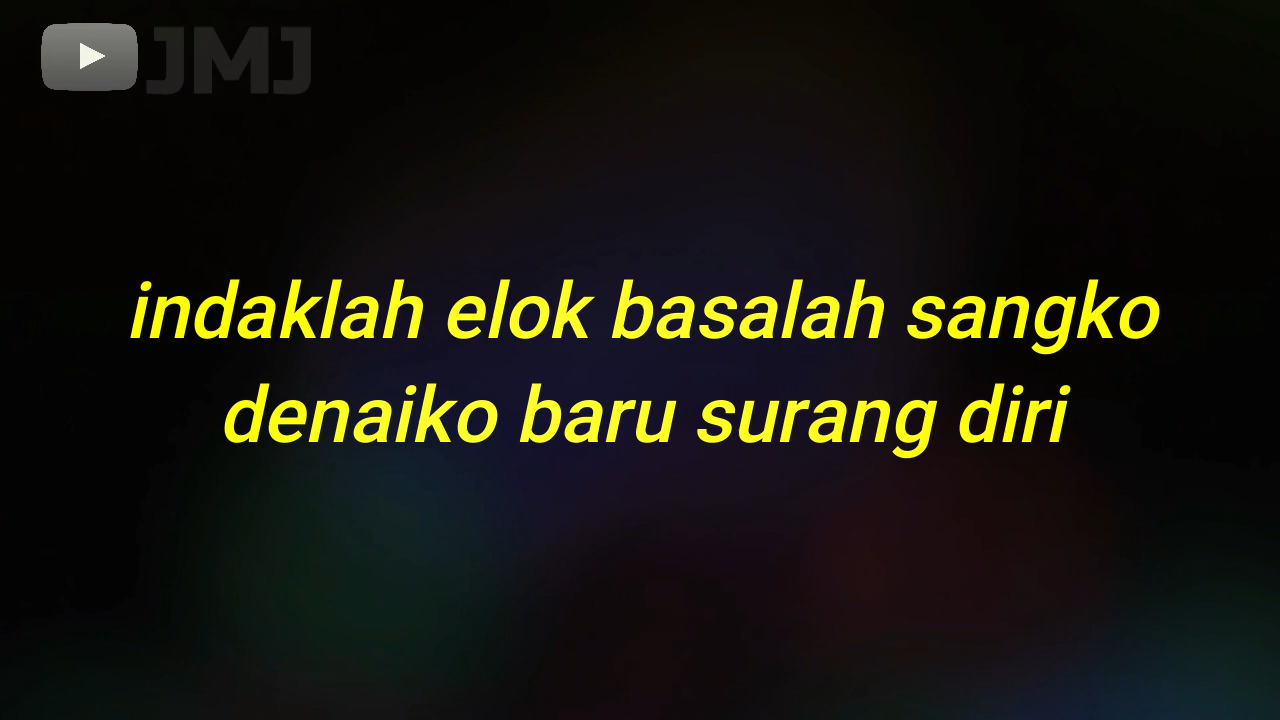 JMJ
indaklah elok basalah sangko
denaiko baru surang diri